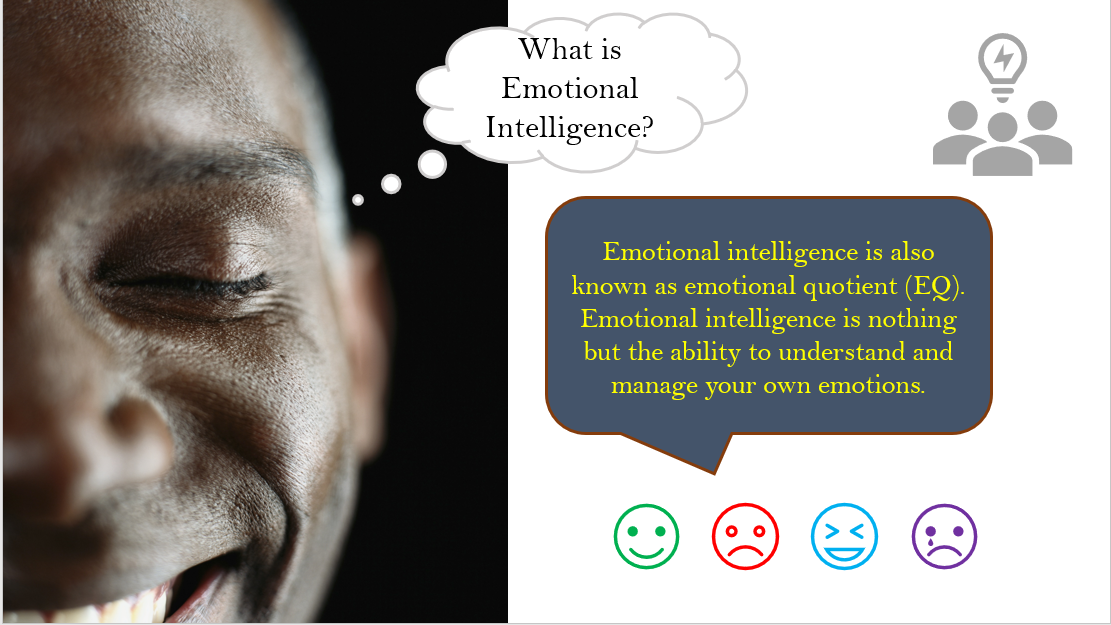 What is
Emotional
Intelligence?
Emotional intelligence is also
known as emotional quotient (EQ).
Emotional intelligence is nothing
but the ability to understand and
manage your own emotions.